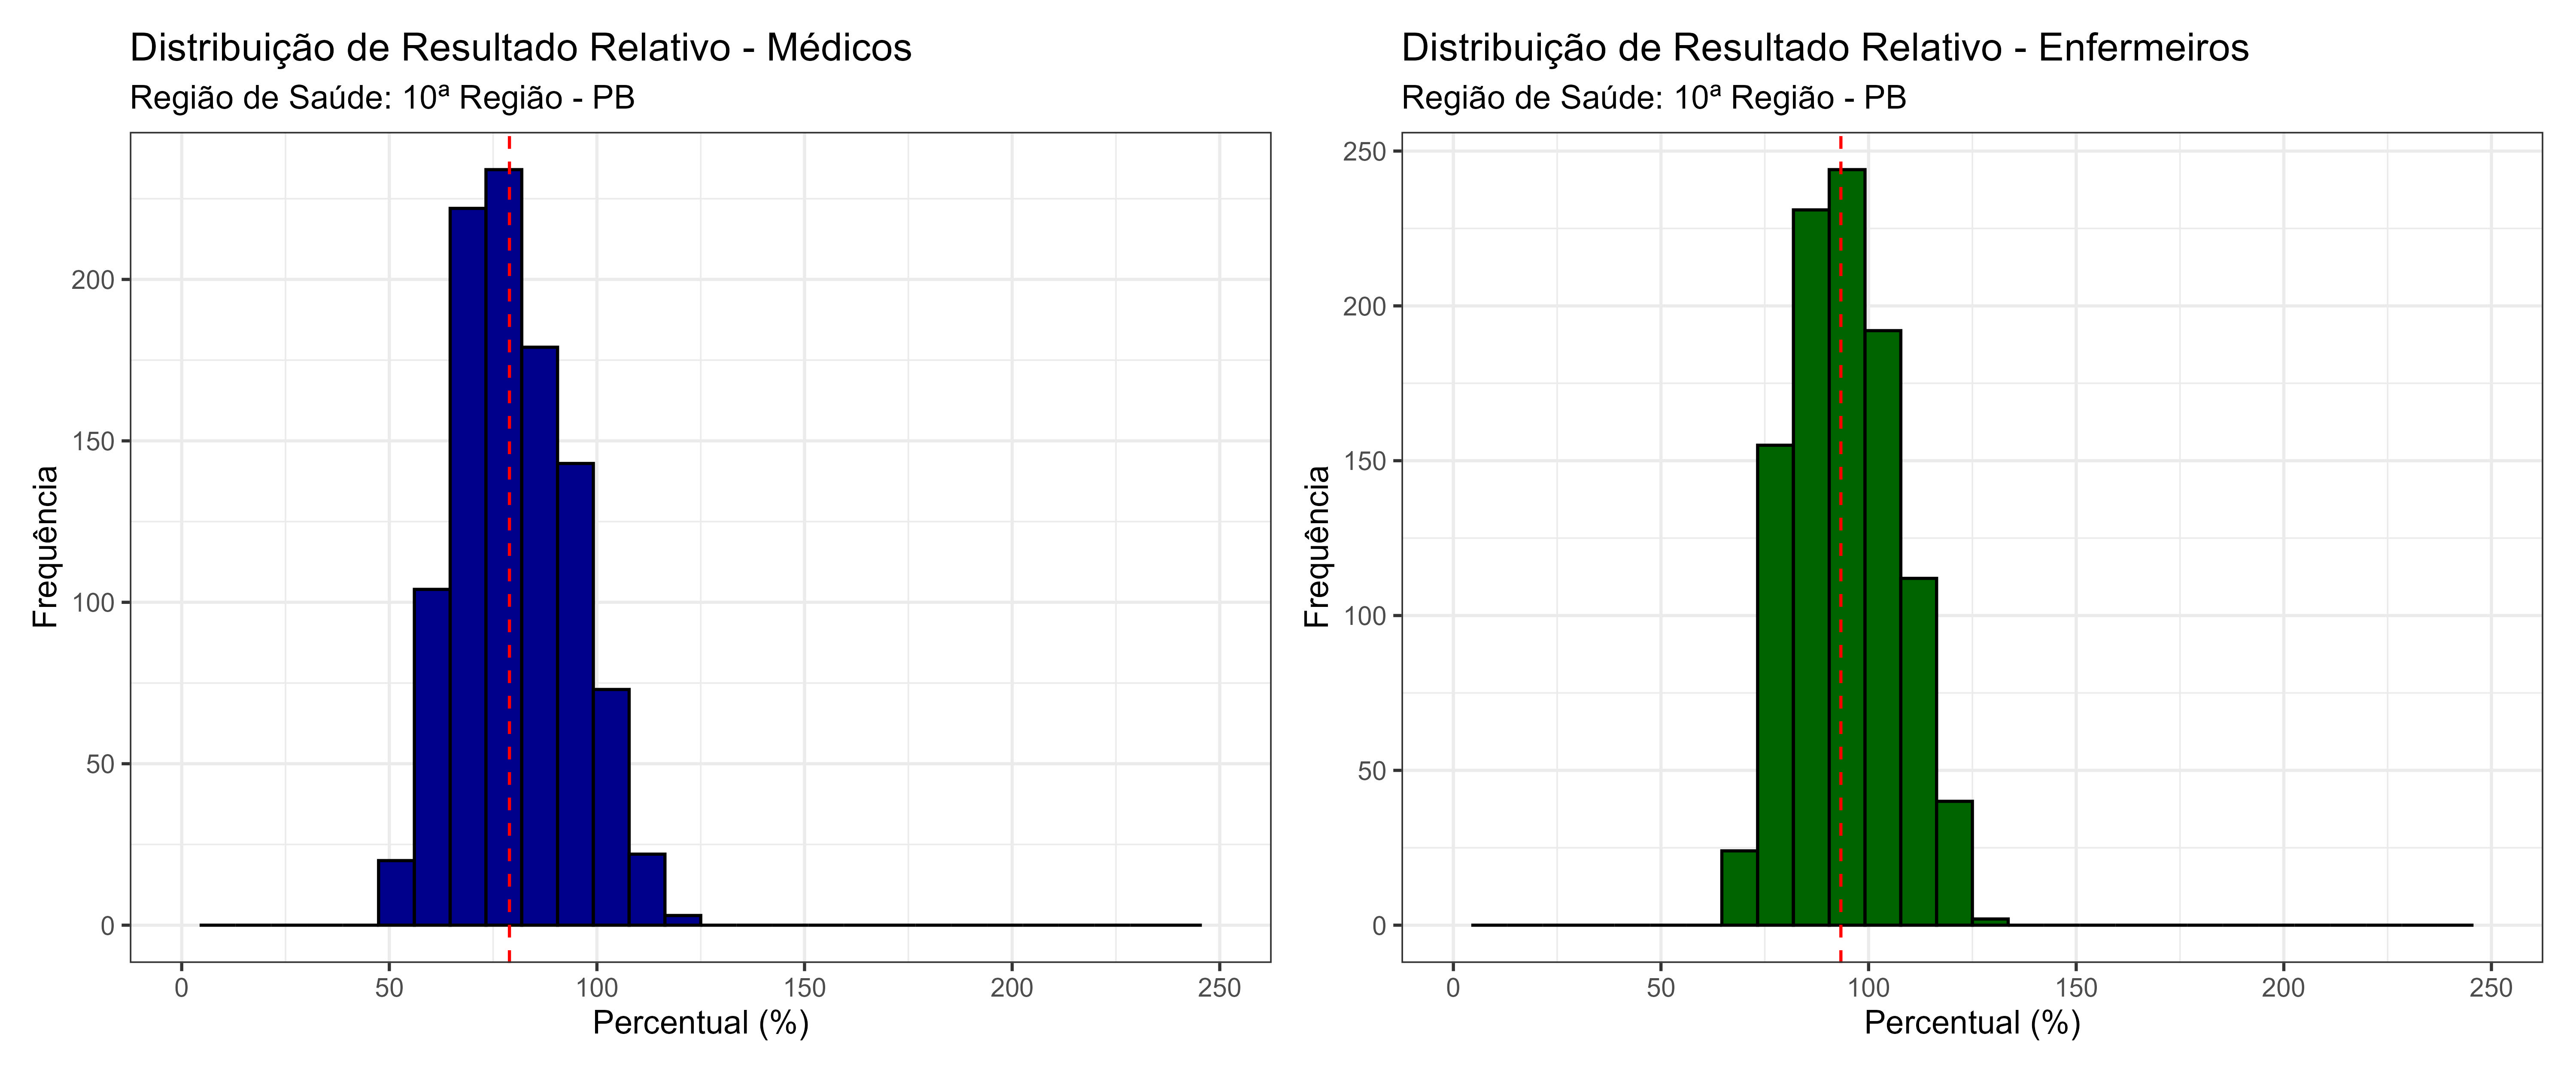 Distribuição de Resultado Relativo - Médicos
Região de Saúde: 10ª Região - PB
Frequência
200
150
100
50
0
0 50 100 150 200 250
Percentual (%)
Distribuição de Resultado Relativo - Enfermeiros
Região de Saúde: 10ª Região - PB
Frequência
250
200
150
100
50
0
0 50 100 150 200 250
Percentual (%)